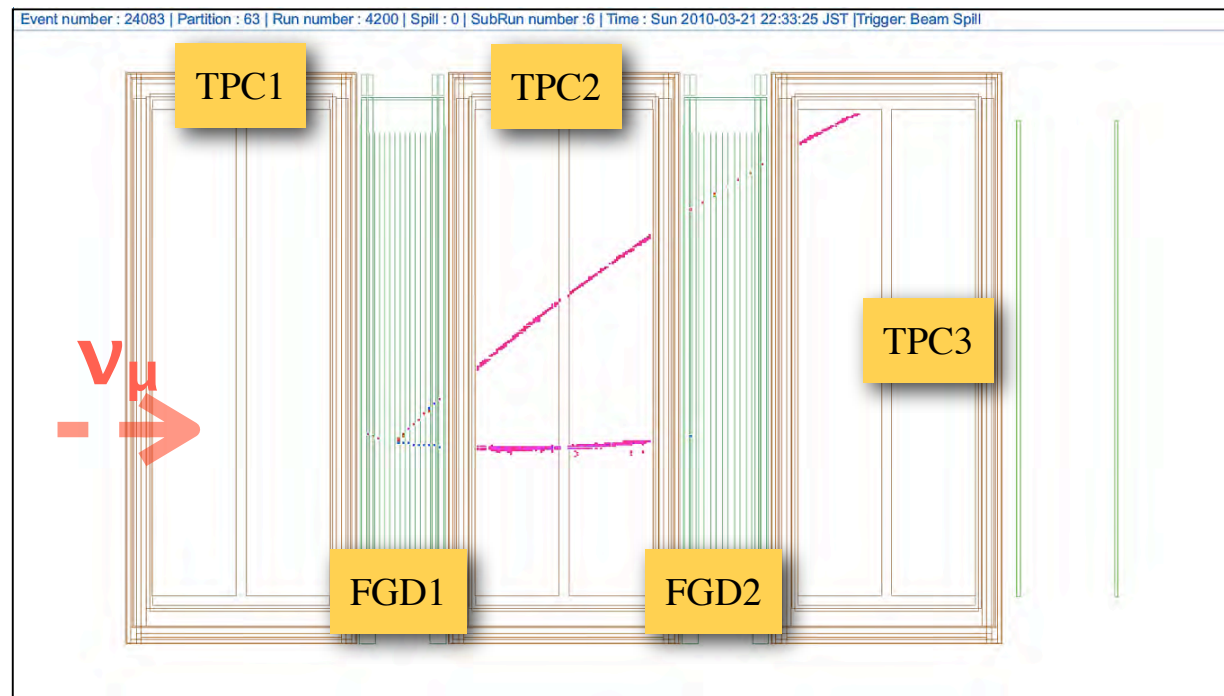 Event number : 24083 | Partition : 63 | Run number : 4200 | Spill : 0 | SubRun number :6 | Time : Sun 2010-03-21 22:33:25 JST |Trigger: Beam Spill
TPC1
TPC2
TPC3
νμ
FGD1
FGD2